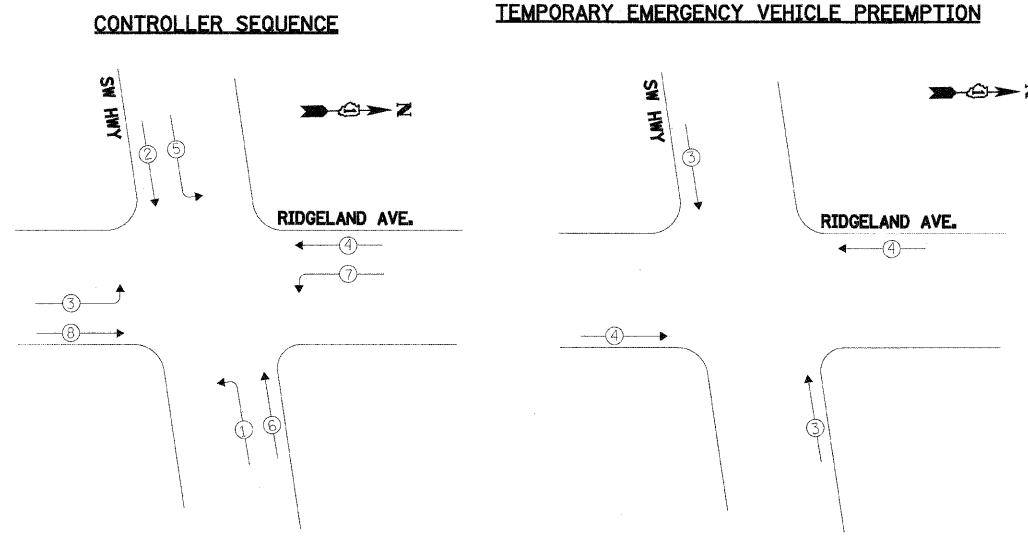 CONTROLLER SEQUENCE
SW HWY
2
5
N
RIDGELAND AVE.
4
7
3
8
1
6
TEMPORARY EMERGENCY VEHICLE PREEMPTION
SW HWY
3
RIDGELAND AVE.
4
4
3